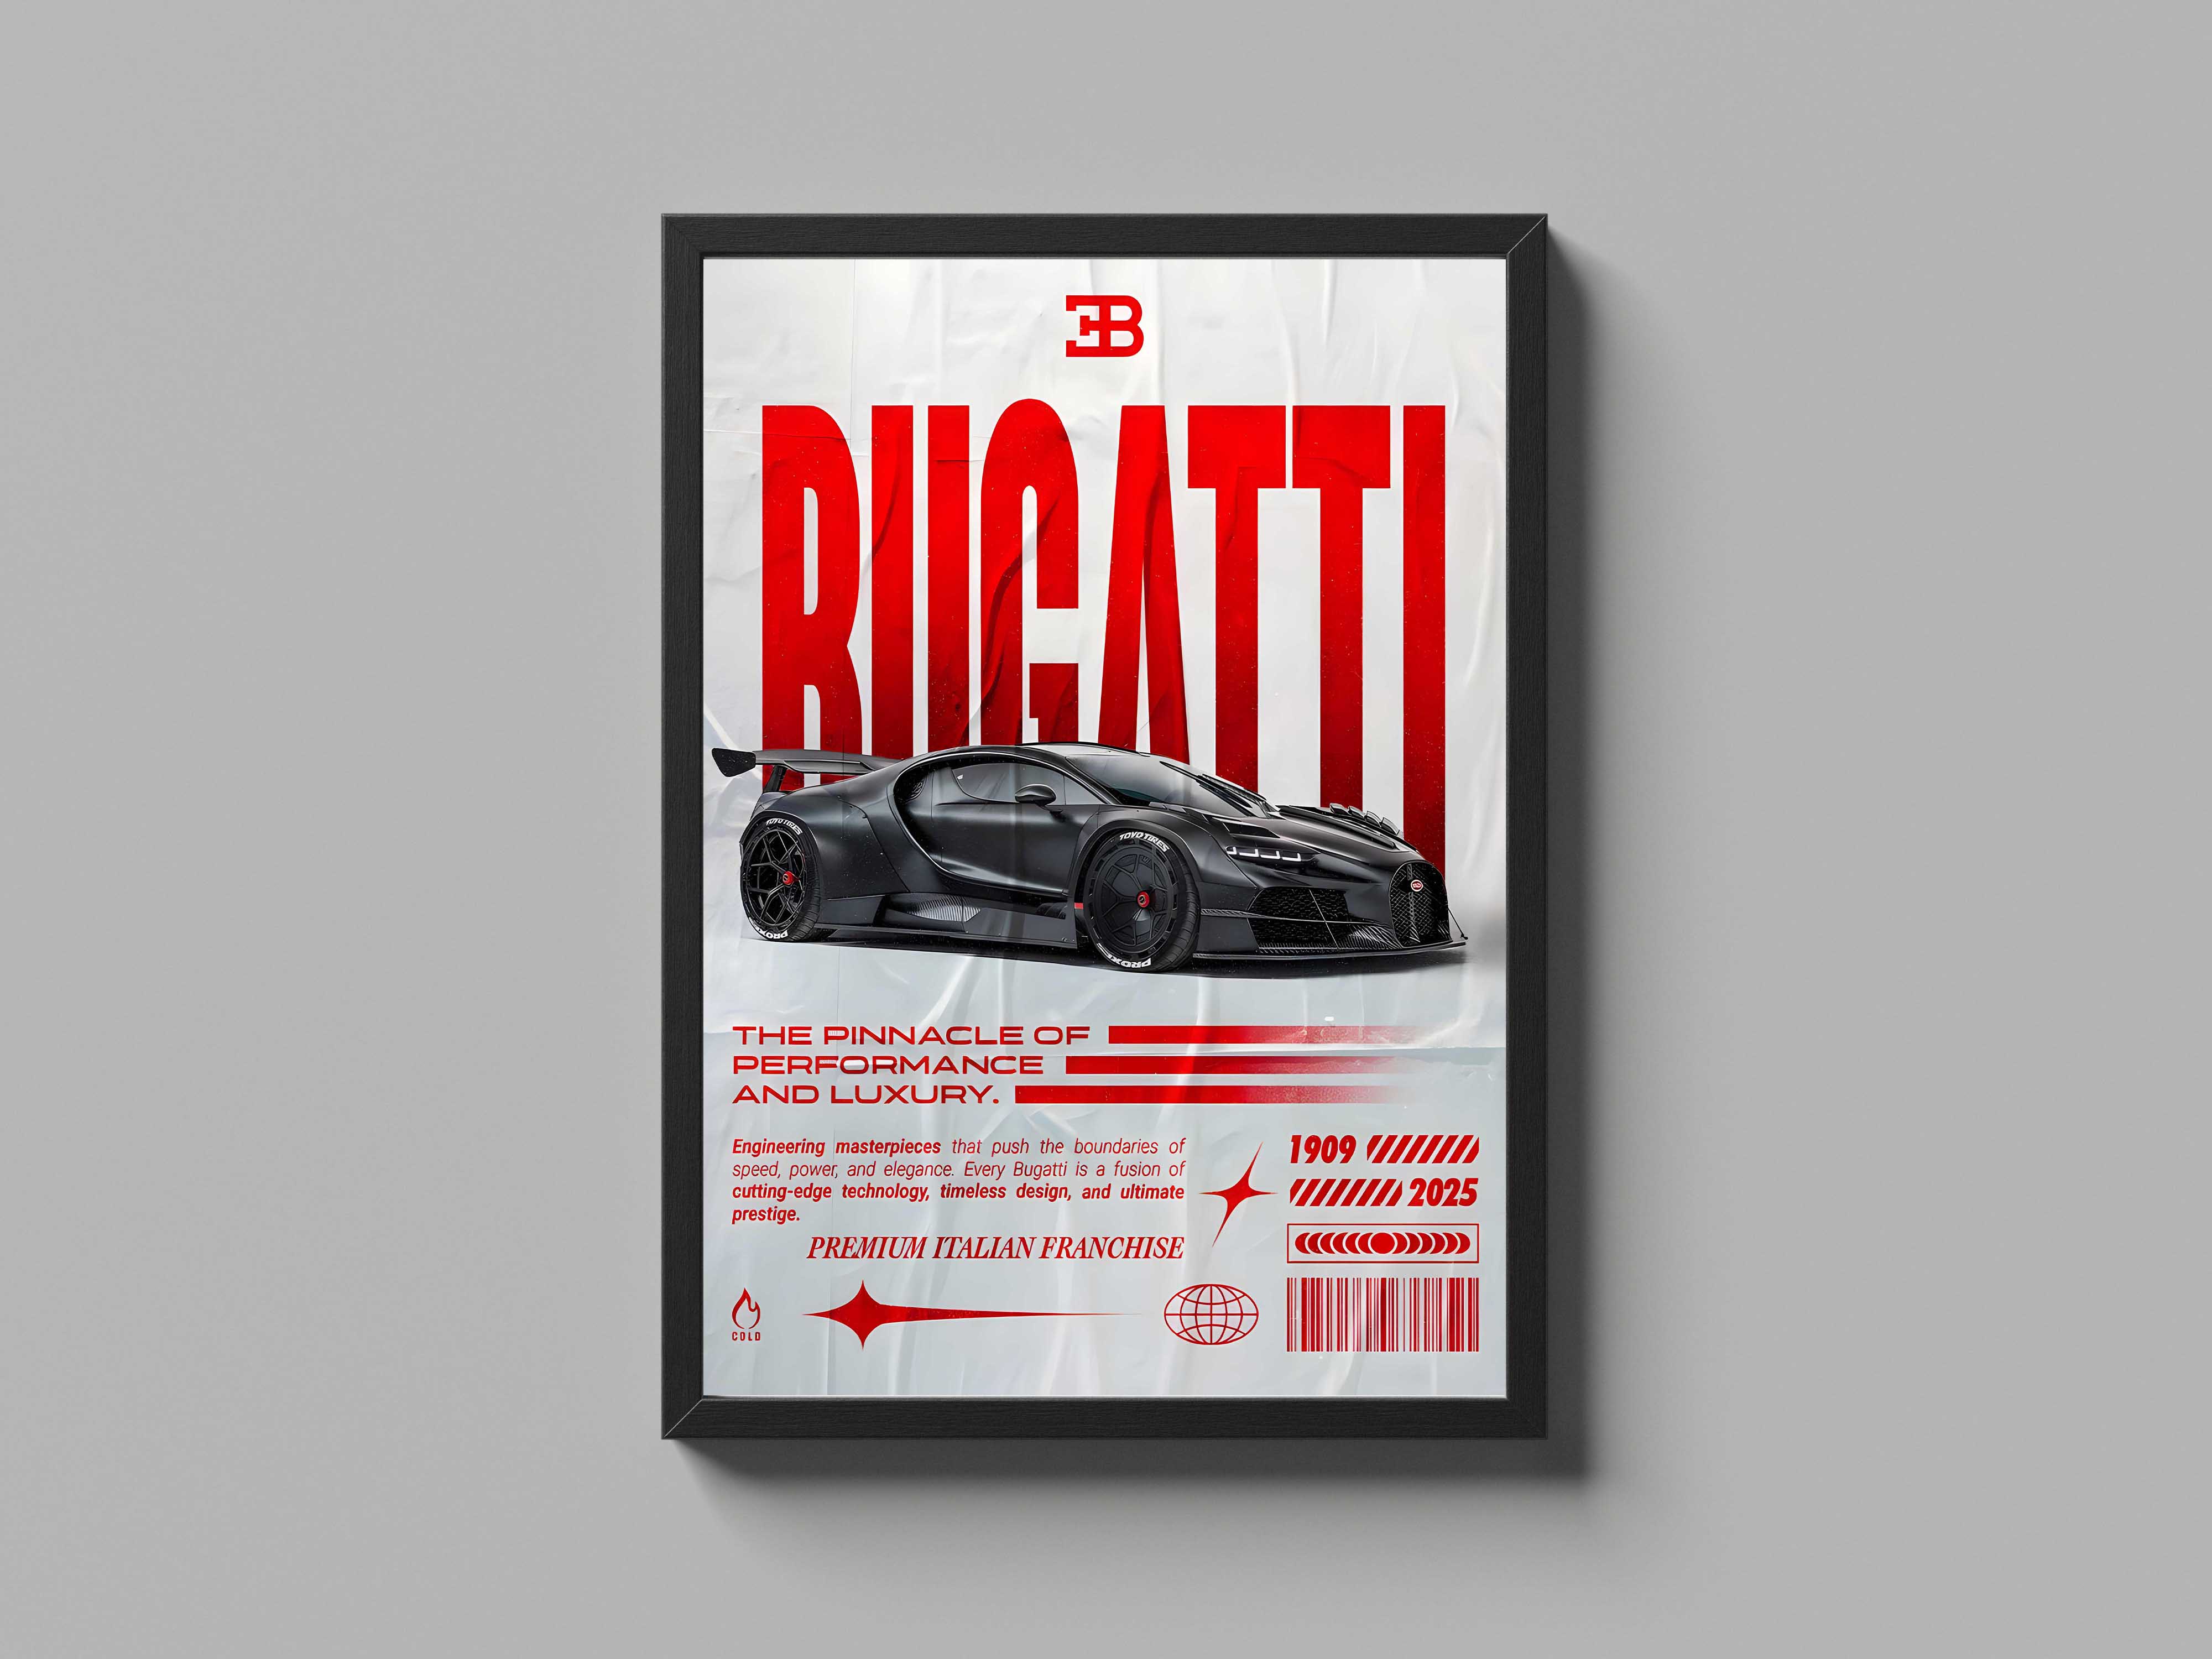 EB
BUGATTI
TOYO TIRES
TOYO TIRES
PROXES
PROXES
THE PINNACLE OF
PERFORMANCE
AND LUXURY.
Engineering masterpieces that push the boundaries of
speed, power, and elegance. Every Bugatti is a fusion of
cutting-edge technology, timeless design, and ultimate
prestige.
PREMIUM ITALIAN FRANCHISE
1909
2025
COLD